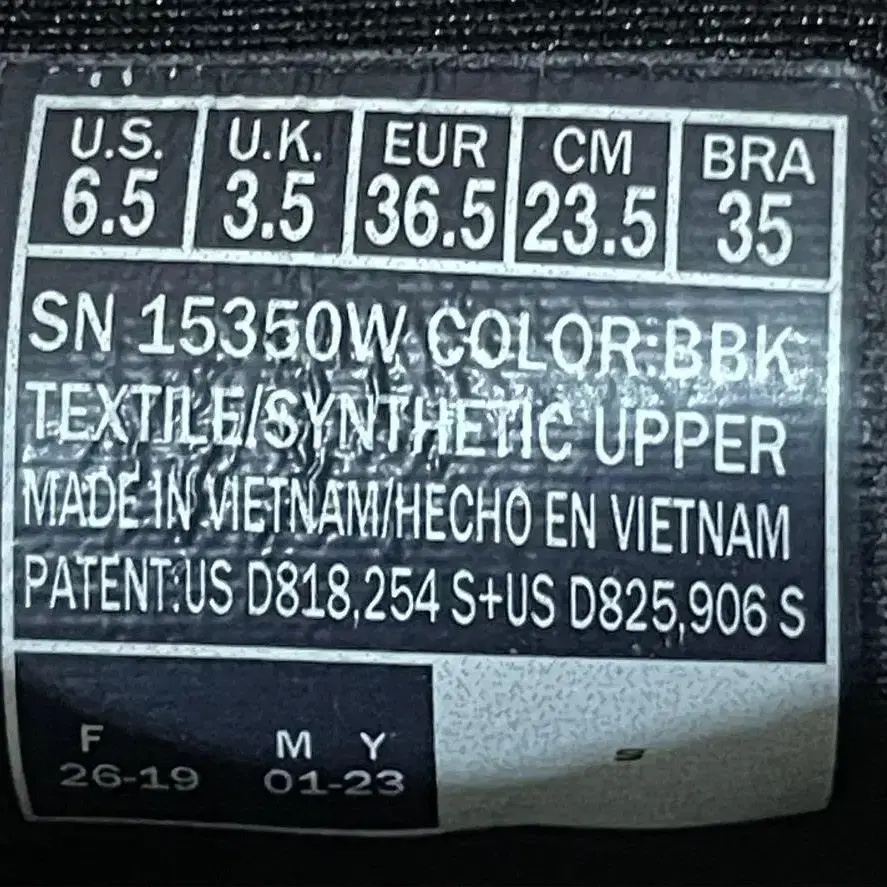 U.S. U.K. EUR CM BRA
6.5 3.5 36.5 23.5 35
SN 15350W COLOR:BBK
TEXTILE/SYNTHETIC UPPER
MADE IN VIETNAM/HECHO EN VIETNAM
PATENT:US D818,254 S+US D825,906 S
F M Y
26-19 01-23
S